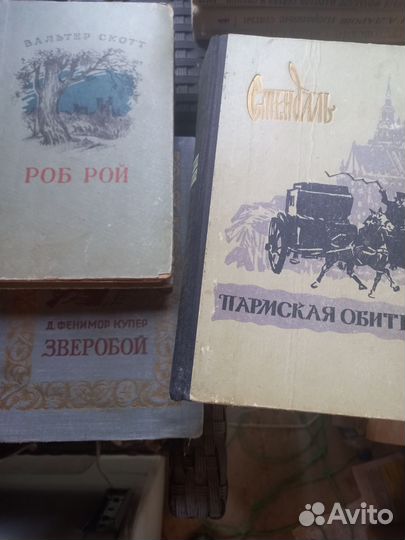 ВАЛЬТЕР СКОТТ
РОБ РОЙ
Стендаль
ПАРМСКАЯ ОБИТ
Д. ФЕНИМОР КУПЕР
ЗВЕРОБОЙ
Avito